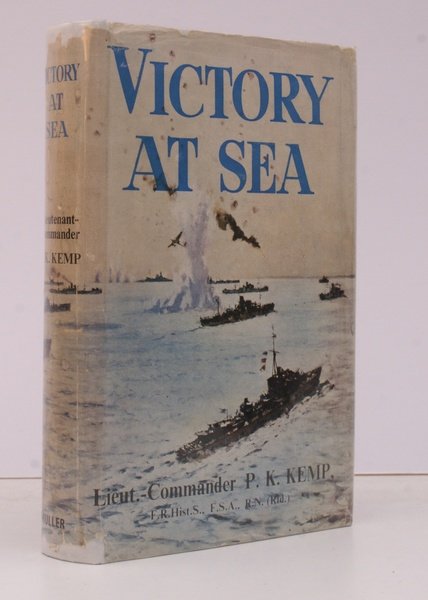 VICTORY
AT SEA
Lieut.-Commander P. K. KEMP,
F.R.Hist.S., F.S.A., R.N. (Rtd.)
VICTORY
AT
SEA
Lieutenant-
Commander
P. K. KEMP
MULLER